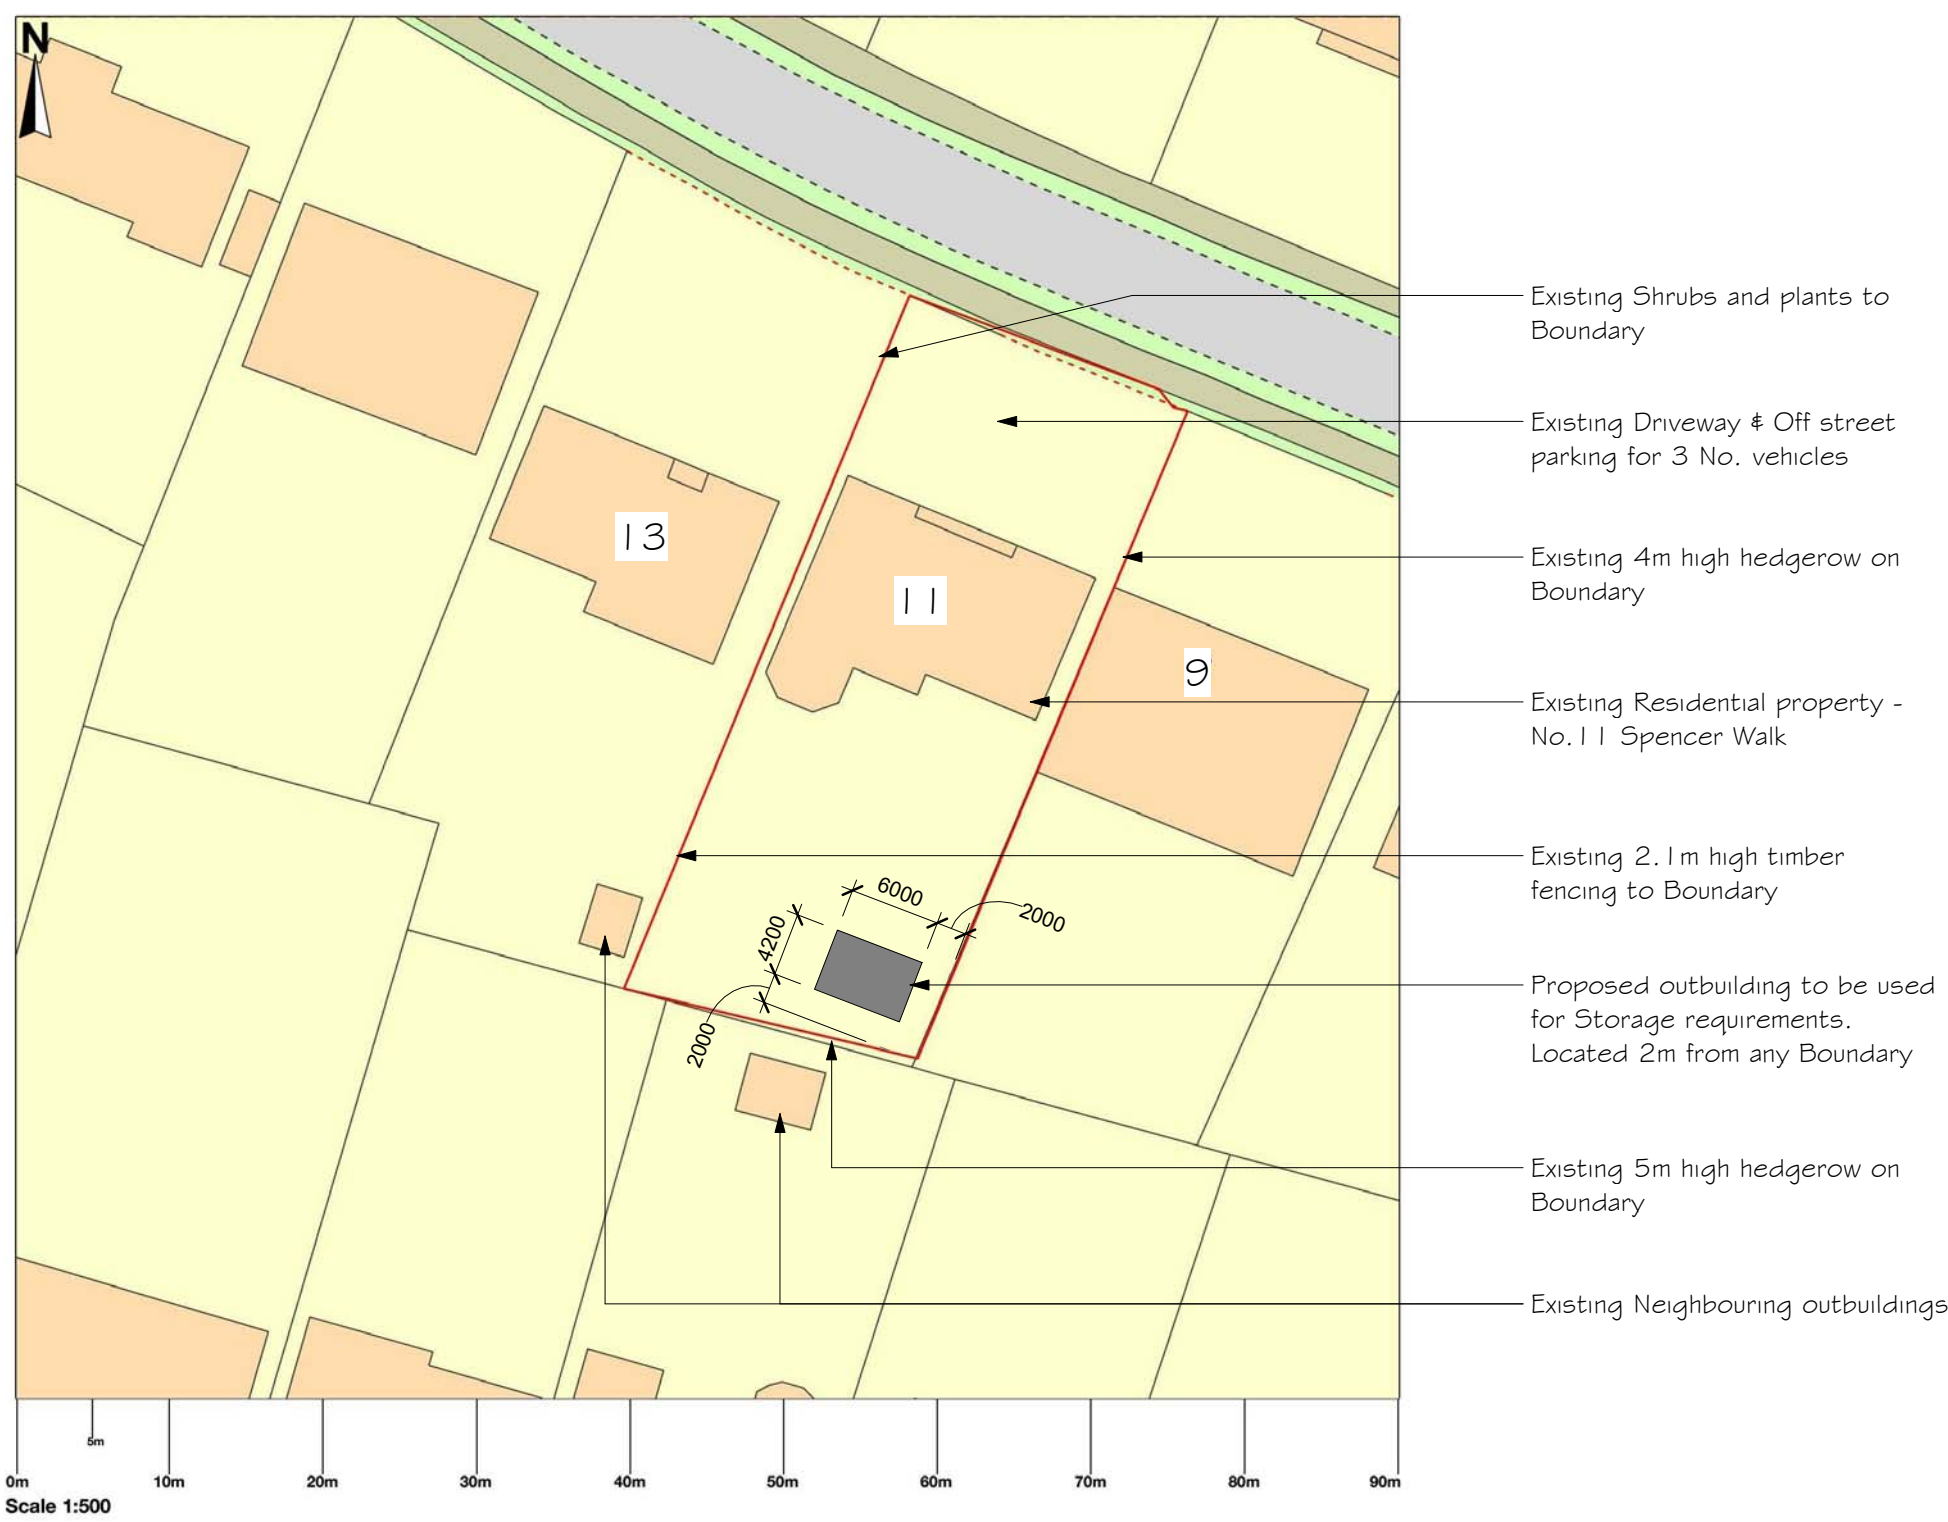 N
Existing Shrubs and plants to
Boundary
Existing Driveway & Off street
parking for 3 No. vehicles
13
Existing 4m high hedgerow on
Boundary
11
9
Existing Residential property -
No.11 Spencer Walk
Existing 2.1m high timber
fencing to Boundary
6000
2000
4200
2000
Proposed outbuilding to be used
for Storage requirements.
Located 2m from any Boundary
Existing 5m high hedgerow on
Boundary
Existing Neighbouring outbuildings
5m
0m 10m 20m 30m 40m 50m 60m 70m 80m 90m
Scale 1:500